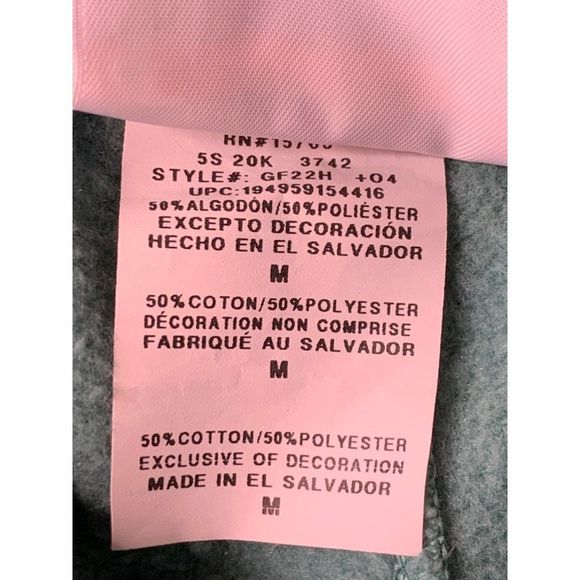 5S 20K 3742
STYLE#: GF22H +04
UPC:194959154416
50%ALGODÓN/50%POLIÉSTER
EXCEPTO DECORACIÓN
HECHO EN EL SALVADOR
M
50%COTON/50%POLYESTER
DÉCORATION NON COMPRISE
FABRIQUÉ AU SALVADOR
M
50%COTTON/50%POLYESTER
EXCLUSIVE OF DECORATION
MADE IN EL SALVADOR
M